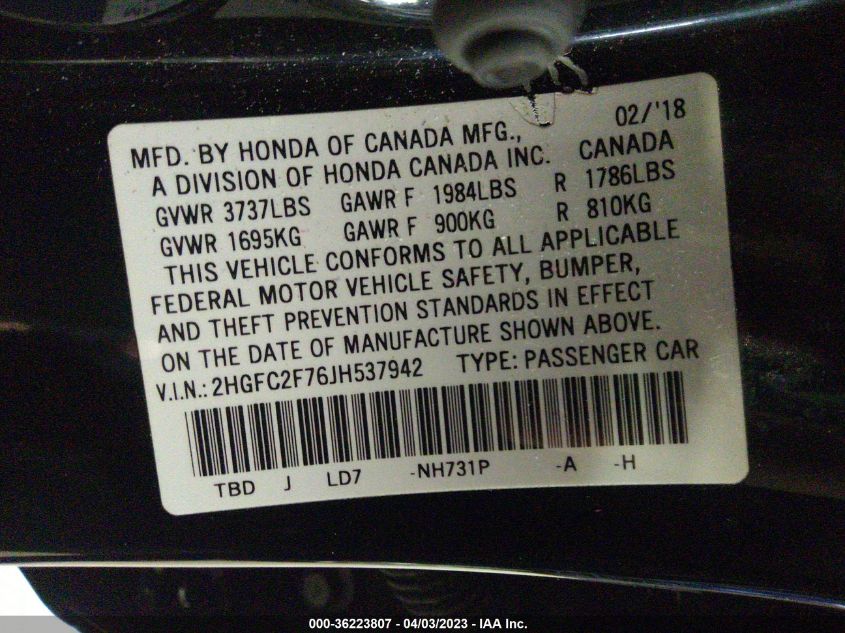 02/'18
MFD. BY HONDA OF CANADA MFG.,
A DIVISION OF HONDA CANADA INC. CANADA
GVWR 3737LBS GAWR F 1984LBS R 1786LBS
GVWR 1695KG GAWR F 900KG R 810KG
THIS VEHICLE CONFORMS TO ALL APPLICABLE
FEDERAL MOTOR VEHICLE SAFETY, BUMPER,
AND THEFT PREVENTION STANDARDS IN EFFECT
ON THE DATE OF MANUFACTURE SHOWN ABOVE.
V.I.N.: 2HGFC2F76JH537942 TYPE: PASSENGER CAR
TBD J LD7 -NH731P -A -H
000-36223807 - 04/03/2023 - IAA Inc.